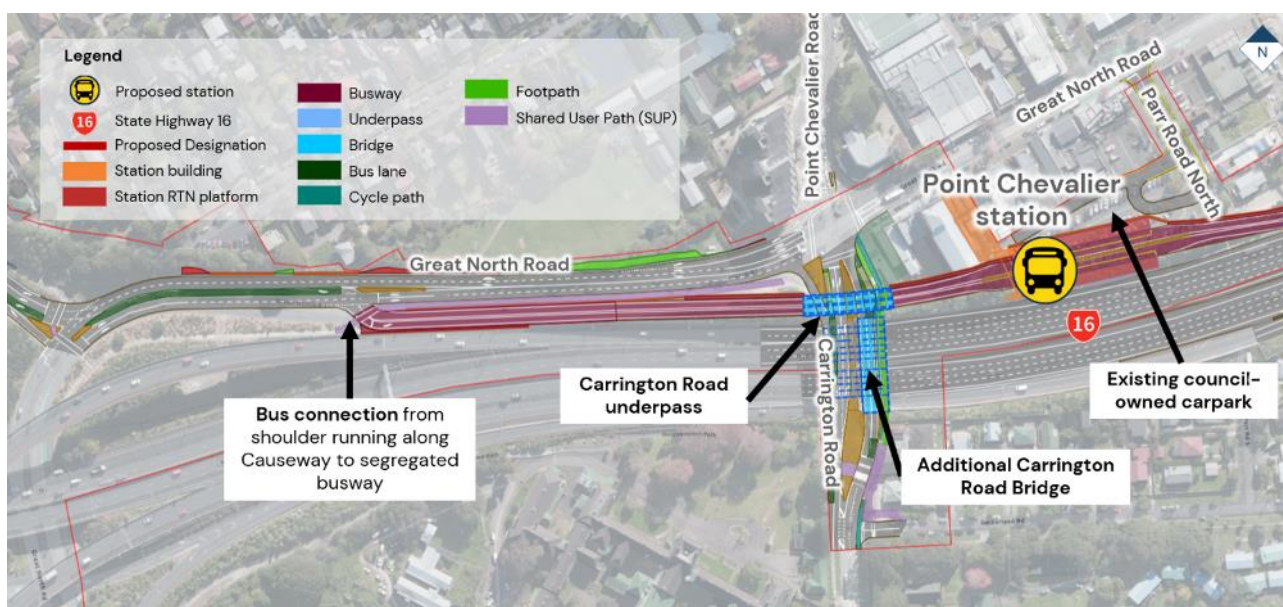 Legend
Proposed station
16
State Highway 16
Proposed Designation
Station building
Station RTN platform
Busway
Underpass
Bridge
Bus lane
Cycle path
Footpath
Shared User Path (SUP)
N
Point Chevalier Road
Great North Road
Parr Road North
Point Chevalier
station
Great North Road
16
Carrington Road
Bus connection from
shoulder running along
Causeway to segregated
busway
Carrington Road
underpass
Additional Carrington
Road Bridge
Existing council-
owned carpark